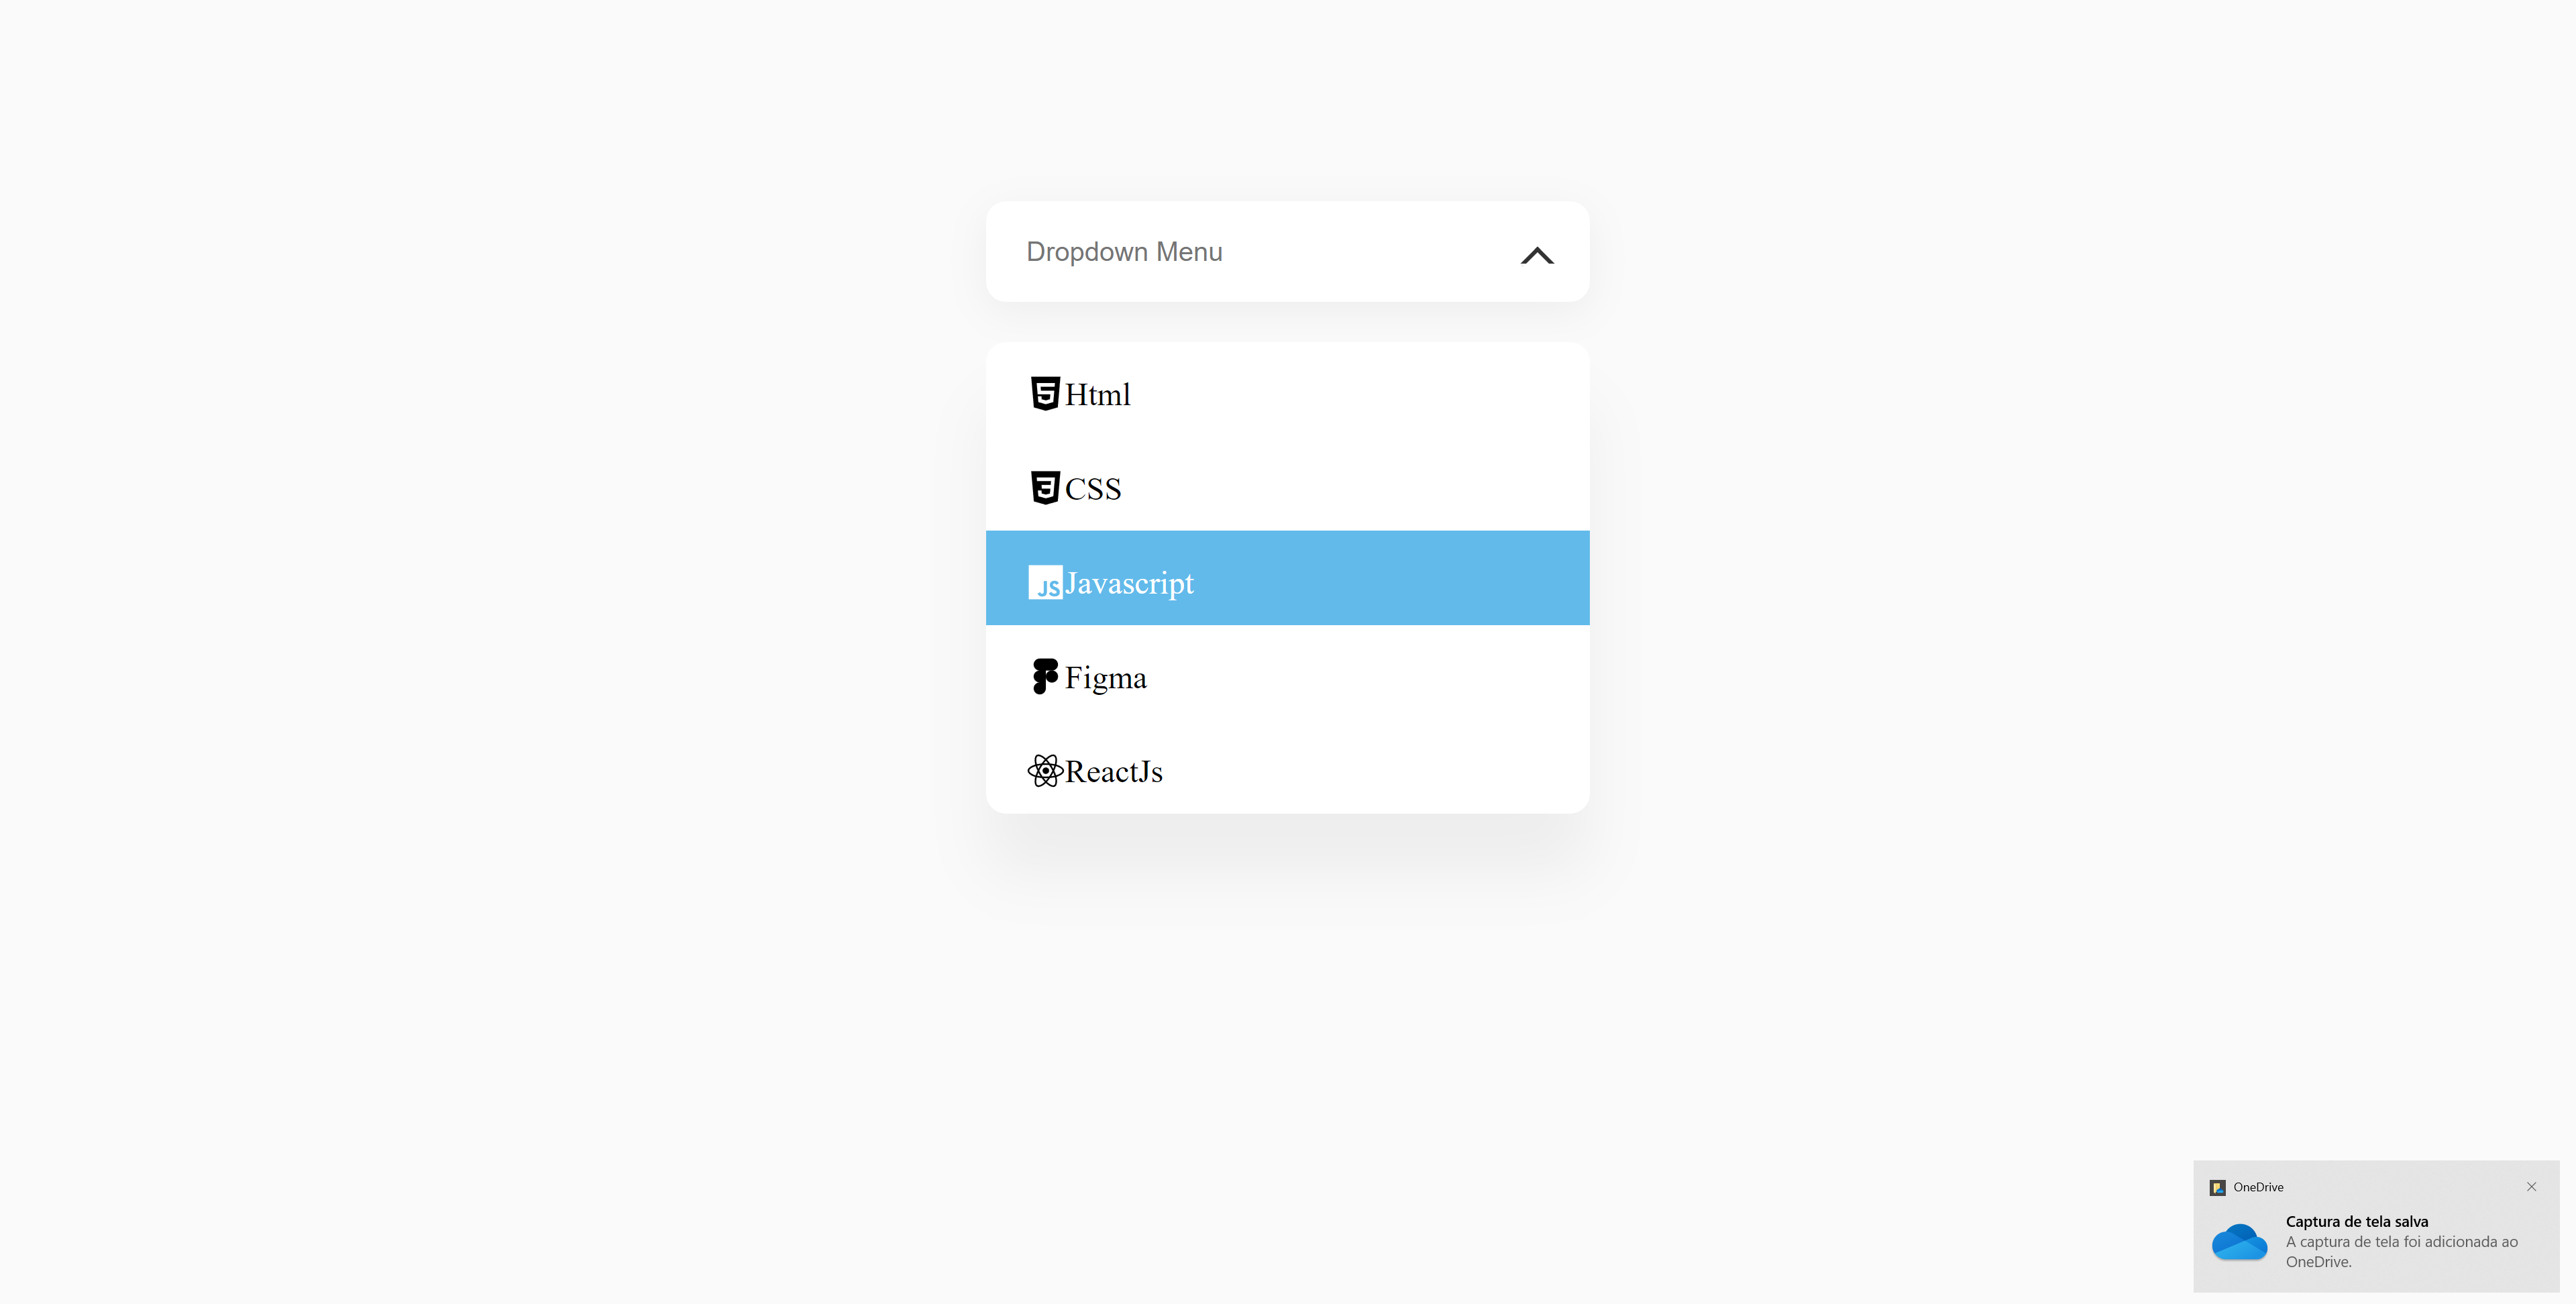 Dropdown Menu
Html
CSS
JS Javascript
Figma
ReactJs
OneDrive
Captura de tela salva
A captura de tela foi adicionada ao
OneDrive.